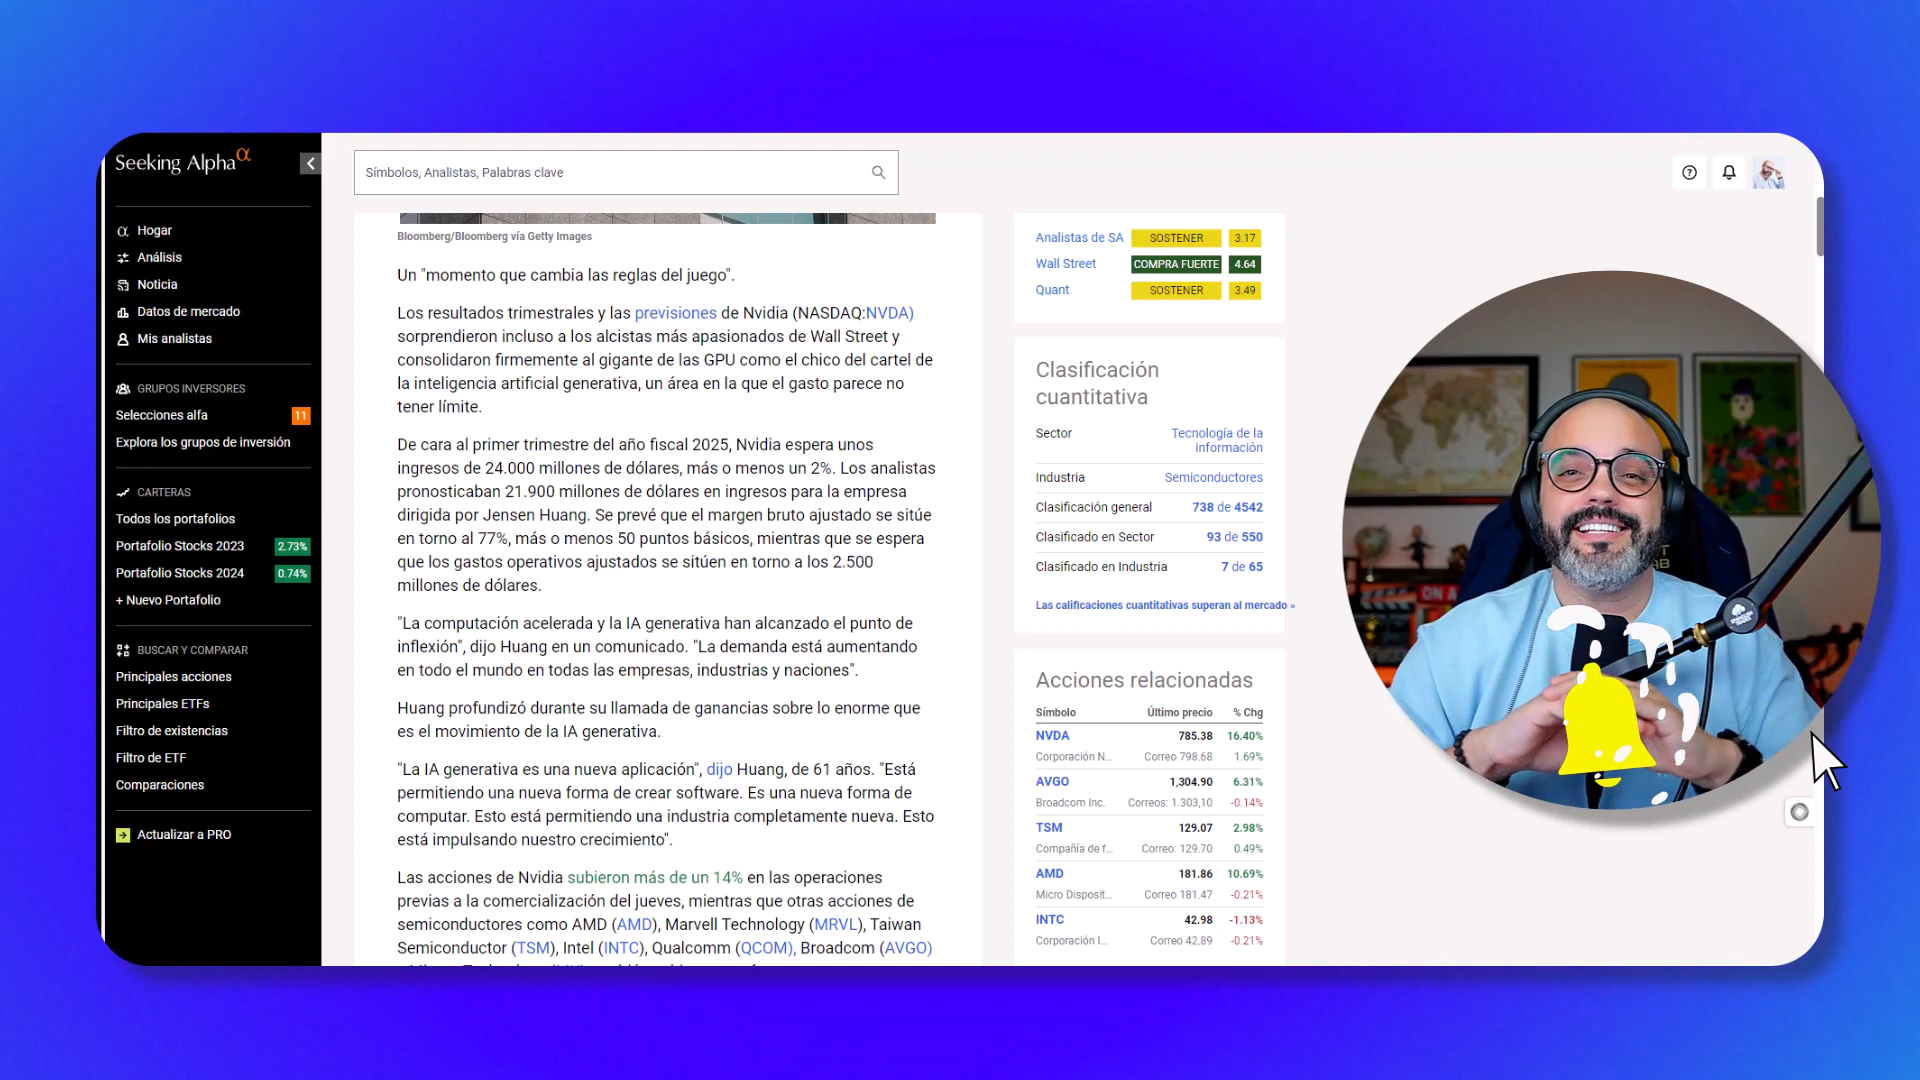 Seeking Alpha α
Hogar
Análisis
Noticia
Datos de mercado
Mis analistas
GRUPOS INVERSORES
Selecciones alfa 11
Explora los grupos de inversión
CARTERAS
Todos los portafolios
Portafolio Stocks 2023 2.73%
Portafolio Stocks 2024 0.74%
+ Nuevo Portafolio
BUSCAR Y COMPARAR
Principales acciones
Principales ETFs
Filtro de existencias
Filtro de ETF
Comparaciones
Actualizar a PRO
Símbolos, Analistas, Palabras clave
Bloomberg/Bloomberg vía Getty Images
Un "momento que cambia las reglas del juego".
Los resultados trimestrales y las previsiones de Nvidia (NASDAQ:NVDA)
sorprendieron incluso a los alcistas más apasionados de Wall Street y
consolidaron firmemente al gigante de las GPU como el chico del cartel de
la inteligencia artificial generativa, un área en la que el gasto parece no
tener límite.
De cara al primer trimestre del año fiscal 2025, Nvidia espera unos
ingresos de 24.000 millones de dólares, más o menos un 2%. Los analistas
pronosticaban 21.900 millones de dólares en ingresos para la empresa
dirigida por Jensen Huang. Se prevé que el margen bruto ajustado se sitúe
en torno al 77%, más o menos 50 puntos básicos, mientras que se espera
que los gastos operativos ajustados se sitúen en torno a los 2.500
millones de dólares.
"La computación acelerada y la IA generativa han alcanzado el punto de
inflexión", dijo Huang en un comunicado. "La demanda está aumentando
en todo el mundo en todas las empresas, industrias y naciones".
Huang profundizó durante su llamada de ganancias sobre lo enorme que
es el movimiento de la IA generativa.
"La IA generativa es una nueva aplicación", dijo Huang, de 61 años. "Está
permitiendo una nueva forma de crear software. Es una nueva forma de
computar. Esto está permitiendo una industria completamente nueva. Esto
está impulsando nuestro crecimiento".
Las acciones de Nvidia subieron más de un 14% en las operaciones
previas a la comercialización del jueves, mientras que otras acciones de
semiconductores como AMD (AMD), Marvell Technology (MRVL), Taiwan
Semiconductor (TSM), Intel (INTC), Qualcomm (QCOM), Broadcom (AVGO)
Analistas de SA SOSTENER 3.17
Wall Street COMPRA FUERTE 4.64
Quant SOSTENER 3.49
Clasificación
cuantitativa
Sector Tecnología de la
información
Industria Semiconductores
Clasificación general 738 de 4542
Clasificado en Sector 93 de 550
Clasificado en Industria 7 de 65
Las calificaciones cuantitativas superan al mercado »
Acciones relacionadas
Símbolo Último precio % Chg
NVDA 785.38 16.40%
Corporación N... Correo 798.68 1.69%
AVGO 1,304.90 6.31%
Broadcom Inc. Correos: 1.303,10 -0.14%
TSM 129.07 2.98%
Compañía de f... Correo: 129.70 0.49%
AMD 181.86 10.69%
Micro Disposit... Correo 181.47 -0.21%
INTC 42.98 -1.13%
Corporación I... Correo 42.89 -0.21%